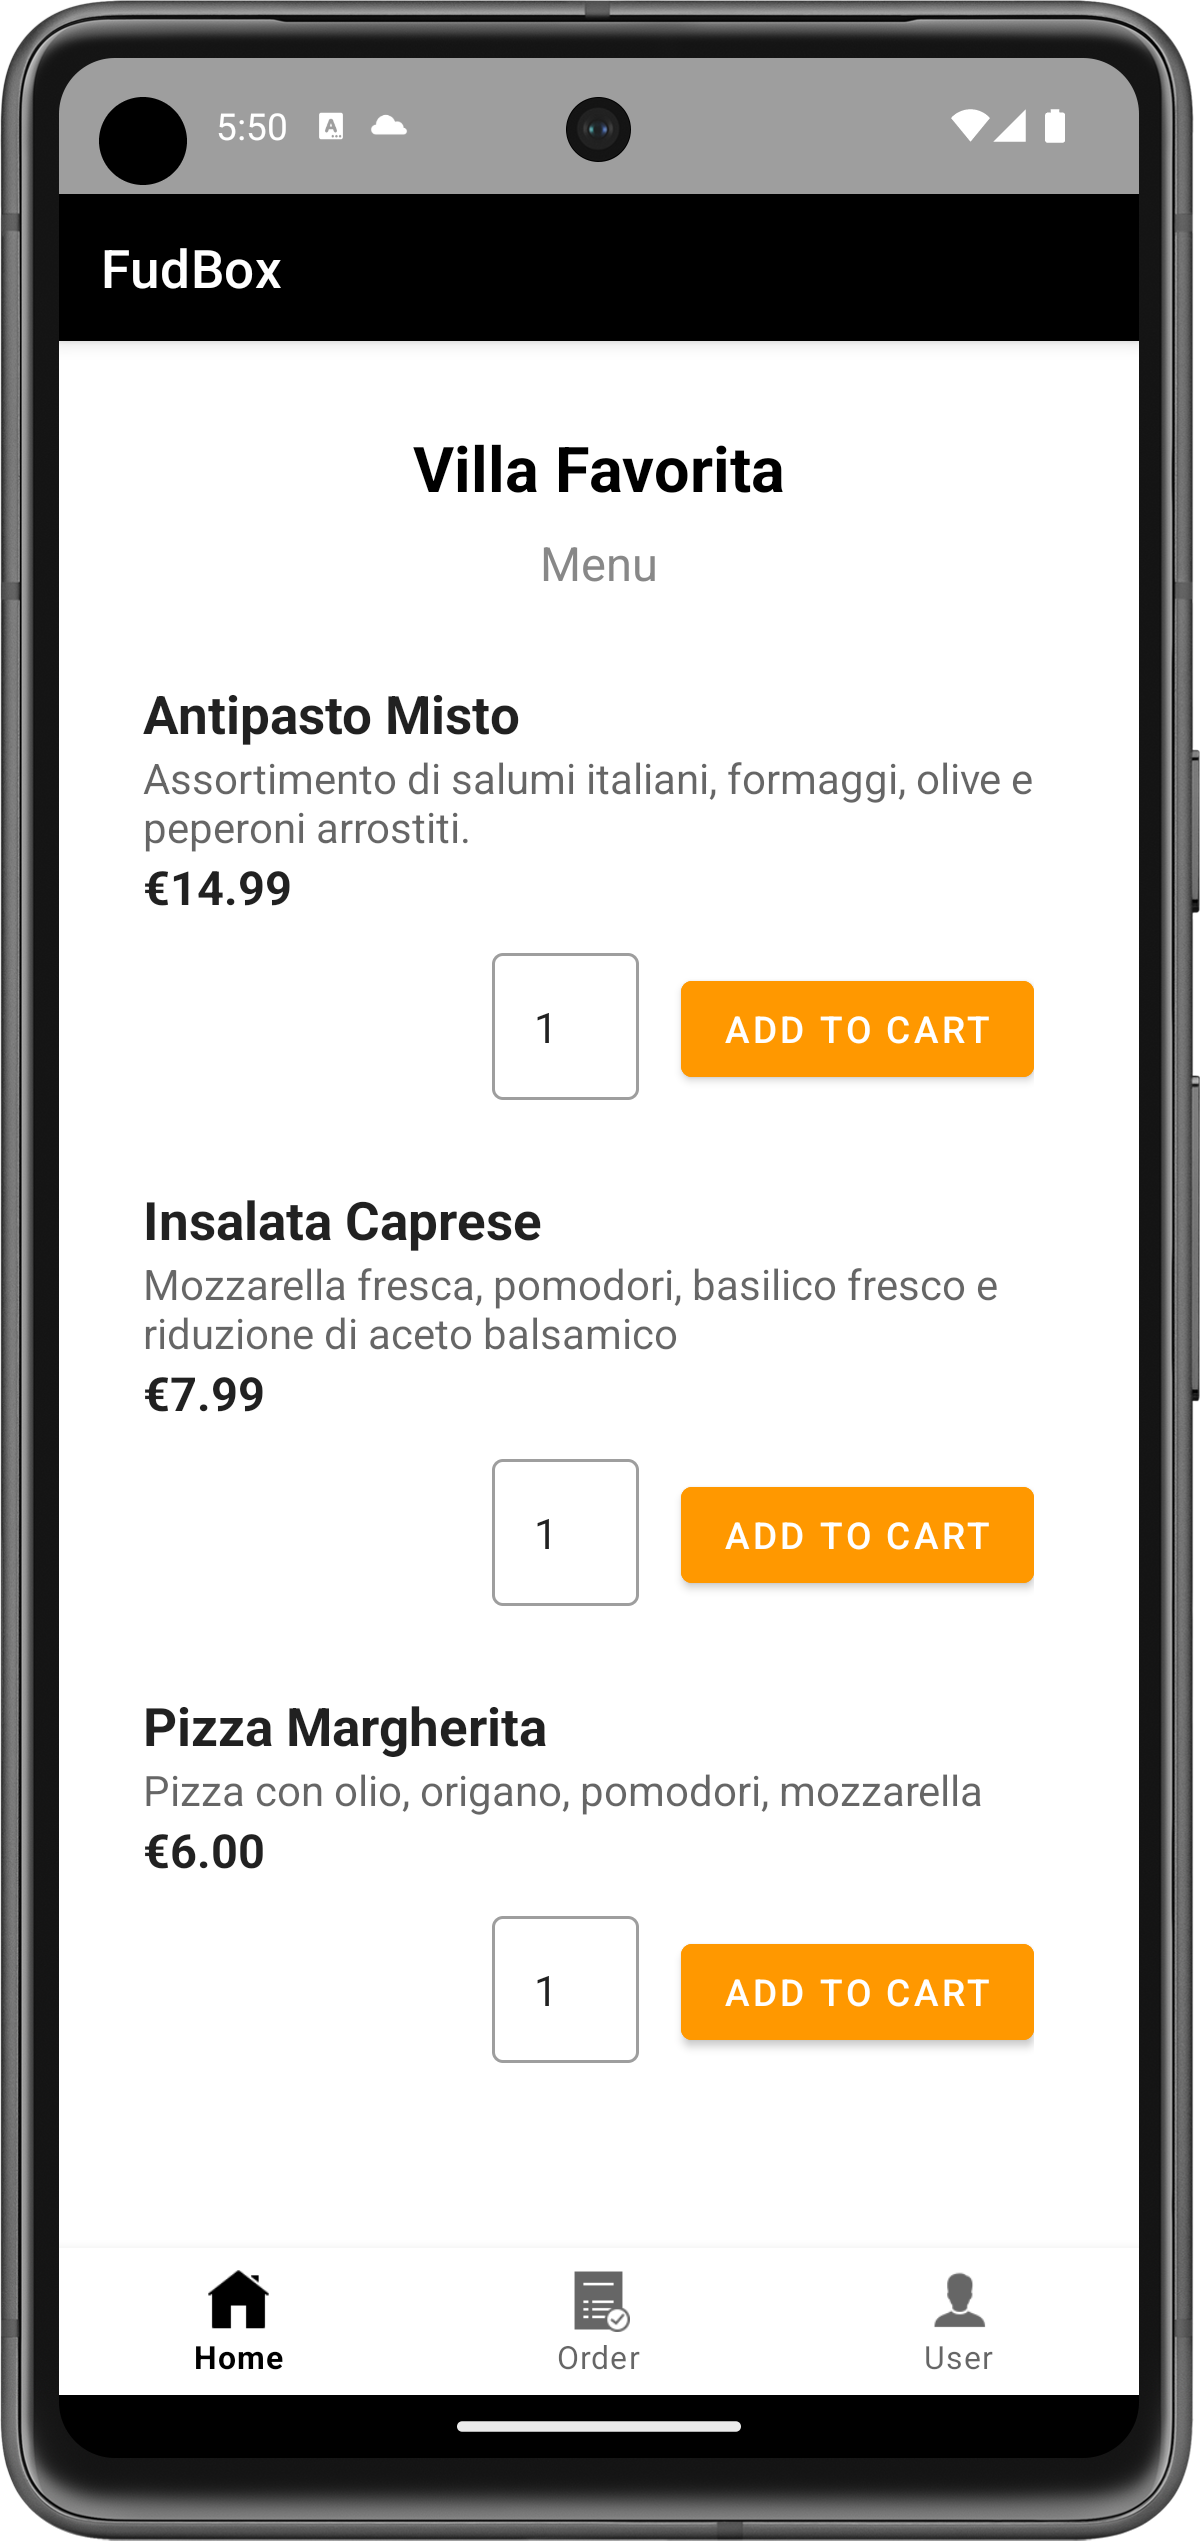 5:50
FudBox
Villa Favorita
Menu
Antipasto Misto
Assortimento di salumi italiani, formaggi, olive e
peperoni arrostiti.
€14.99
1 ADD TO CART
Insalata Caprese
Mozzarella fresca, pomodori, basilico fresco e
riduzione di aceto balsamico
€7.99
1 ADD TO CART
Pizza Margherita
Pizza con olio, origano, pomodori, mozzarella
€6.00
1 ADD TO CART
Home Order User